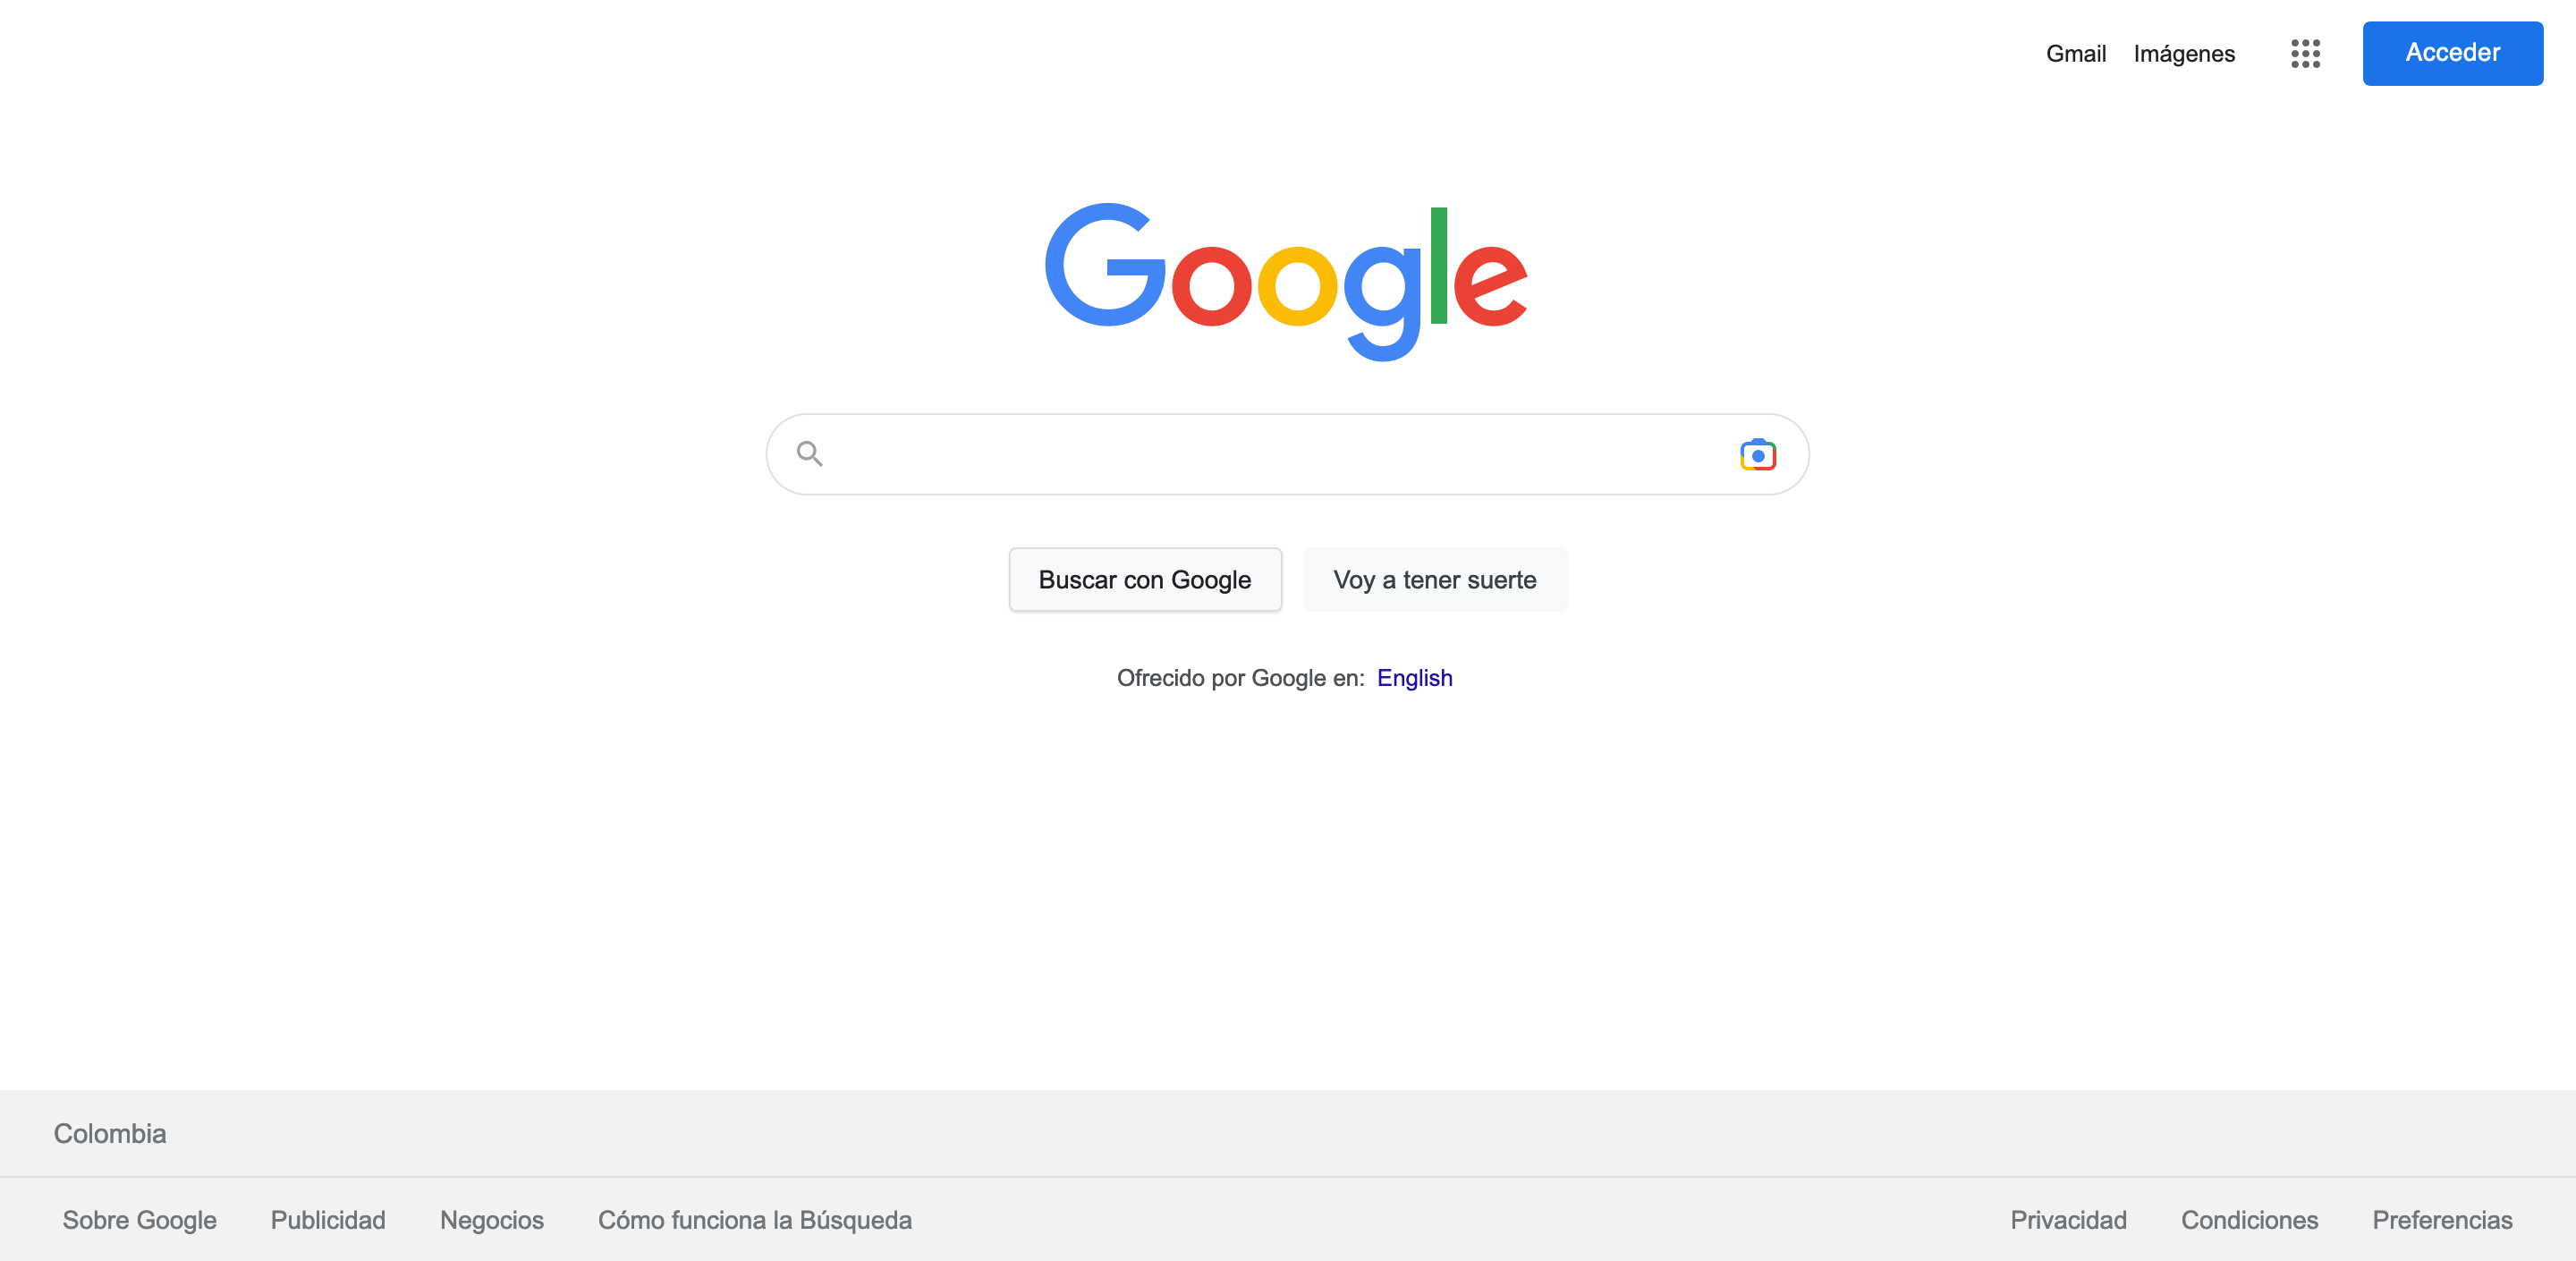 Gmail Imágenes Acceder
Google
Buscar con Google Voy a tener suerte
Ofrecido por Google en: English
Colombia
Sobre Google Publicidad Negocios Cómo funciona la Búsqueda Privacidad Condiciones Preferencias